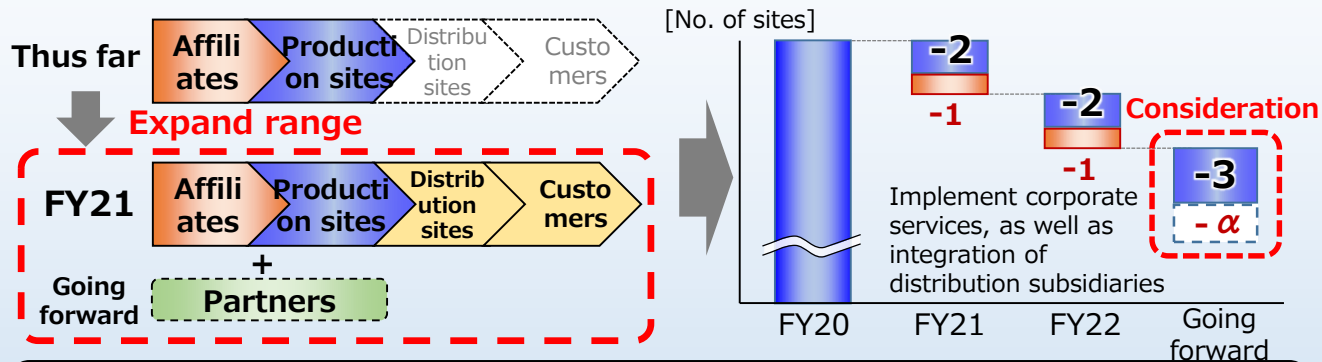 Thus far
Affili
ates
Producti
on sites
Distribu
tion
sites
Custo
mers
Expand range
FY21
Affili
ates
Producti
on sites
Distrib
ution
sites
Custo
mers
+
Going
forward
Partners
[No. of sites]
-2
-1
-2
-1
Consideration
-3
- α
Implement corporate
services, as well as
integration of
distribution subsidiaries
FY20
FY21
FY22
Going
forward